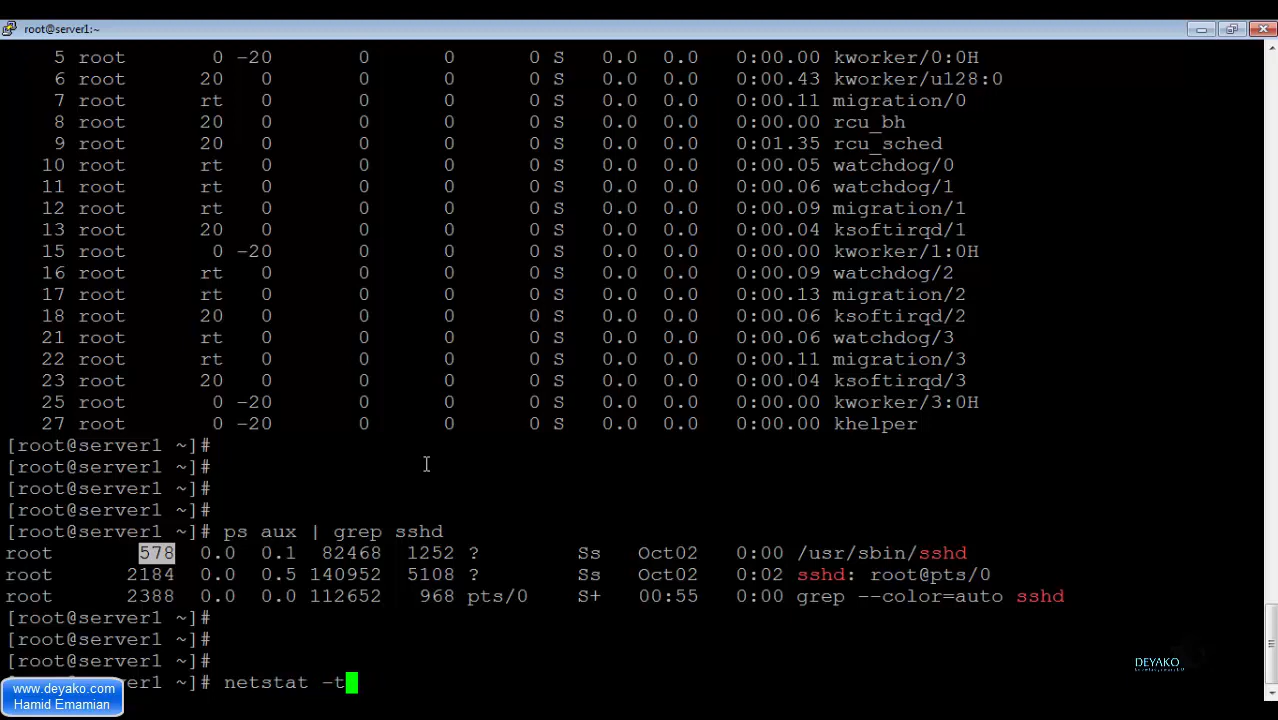 root@server1:~
5 root 0 -20 0 0 0 S 0.0 0.0 0:00.00 kworker/0:0H
6 root 20 0 0 0 0 S 0.0 0.0 0:00.43 kworker/u128:0
7 root rt 0 0 0 0 S 0.0 0.0 0:00.11 migration/0
8 root 20 0 0 0 0 S 0.0 0.0 0:00.00 rcu_bh
9 root 20 0 0 0 0 S 0.0 0.0 0:01.35 rcu_sched
10 root rt 0 0 0 0 S 0.0 0.0 0:00.05 watchdog/0
11 root rt 0 0 0 0 S 0.0 0.0 0:00.06 watchdog/1
12 root rt 0 0 0 0 S 0.0 0.0 0:00.09 migration/1
13 root 20 0 0 0 0 S 0.0 0.0 0:00.04 ksoftirqd/1
15 root 0 -20 0 0 0 S 0.0 0.0 0:00.00 kworker/1:0H
16 root rt 0 0 0 0 S 0.0 0.0 0:00.09 watchdog/2
17 root rt 0 0 0 0 S 0.0 0.0 0:00.13 migration/2
18 root 20 0 0 0 0 S 0.0 0.0 0:00.06 ksoftirqd/2
21 root rt 0 0 0 0 S 0.0 0.0 0:00.06 watchdog/3
22 root rt 0 0 0 0 S 0.0 0.0 0:00.11 migration/3
23 root 20 0 0 0 0 S 0.0 0.0 0:00.04 ksoftirqd/3
25 root 0 -20 0 0 0 S 0.0 0.0 0:00.00 kworker/3:0H
27 root 0 -20 0 0 0 S 0.0 0.0 0:00.00 khelper
[root@server1 ~]#
[root@server1 ~]#
[root@server1 ~]#
[root@server1 ~]#
[root@server1 ~]# ps aux | grep sshd
root 578 0.0 0.1 82468 1252 ? Ss Oct02 0:00 /usr/sbin/sshd
root 2184 0.0 0.5 140952 5108 ? Ss Oct02 0:02 sshd: root@pts/0
root 2388 0.0 0.0 112652 968 pts/0 S+ 00:55 0:00 grep --color=auto sshd
[root@server1 ~]#
[root@server1 ~]#
[root@server1 ~]#
[root@server1 ~]# netstat -t
DEYAKO
www.deyako.com
Hamid Emamian